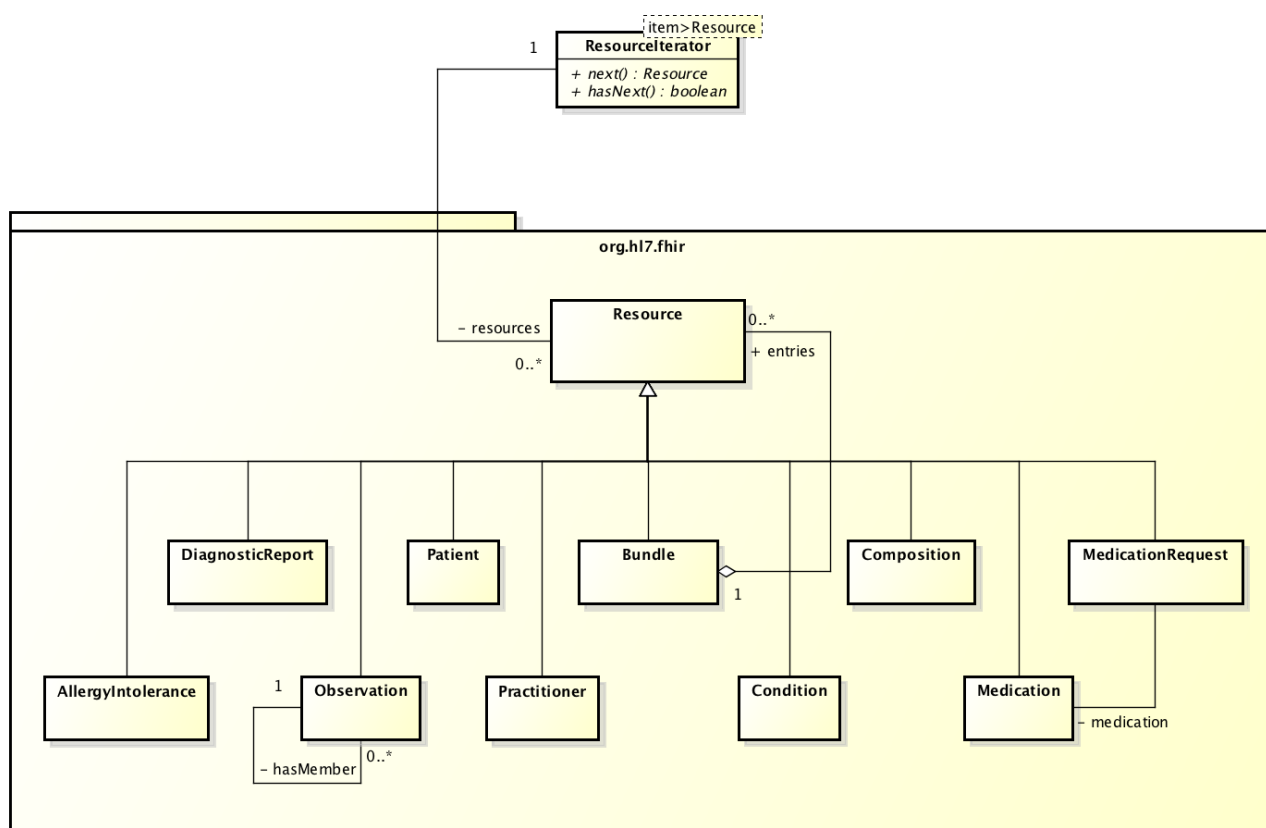 item>Resource
1
ResourceIterator
+ next() : Resource
+ hasNext() : boolean
org.hl7.fhir
Resource
0..*
– resources
+ entries
0..*
DiagnosticReport
Patient
Bundle
Composition
MedicationRequest
1
AllergyIntolerance
1
Observation
Practitioner
Condition
Medication
– medication
0..*
– hasMember